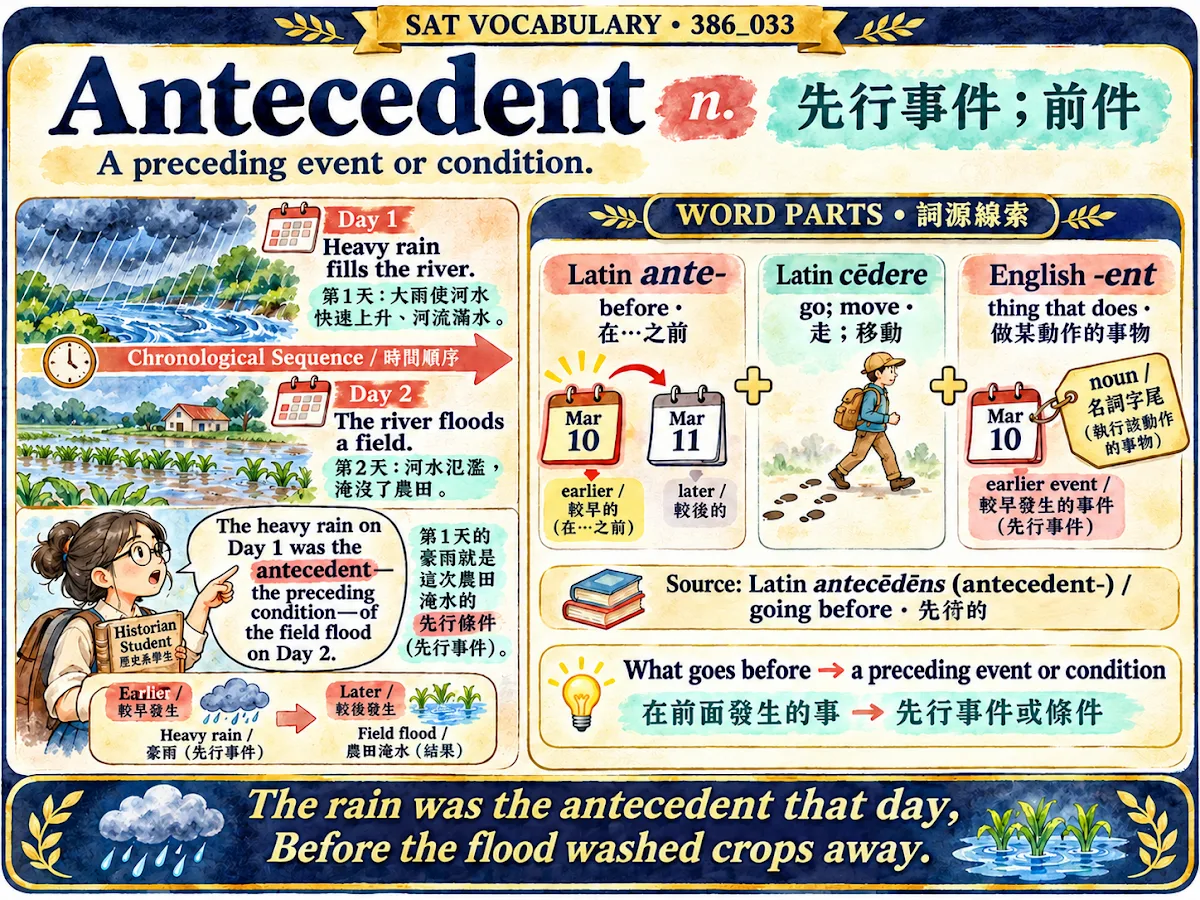 SAT VOCABULARY • 386_033
Antecedent
n.
先行事件；前件
A preceding event or condition.
Day 1
Heavy rain
fills the river.
第1天：大雨使河水
快速上升、河流滿水。
Chronological Sequence / 時間順序
Day 2
The river floods
a field.
第2天：河水氾濫，
淹沒了農田。
The heavy rain on
Day 1 was the
antecedent—
the preceding
condition—of
the field flood
on Day 2.
第1天的
豪雨就是
這次農田
淹水的
先行條件
(先行事件)。
Historian
Student
歷史系學生
Earlier /
較早發生
Heavy rain /
豪雨 (先行事件)
Later /
較後發生
Field flood /
農田淹水 (結果)
WORD PARTS • 詞源線索
Latin ante-
before •
在…之前
Mar
10
Mar
11
earlier /
較早的
(在…之前)
later /
較後的
Latin cēdere
go; move •
走；移動
English -ent
thing that does •
做某動作的事物
Mar
10
noun /
名詞字尾
(執行該動作
的事物)
earlier event /
較早發生的事件
(先行事件)
Source: Latin antecēdēns (antecedent-) /
going before • 先行的
What goes before → a preceding event or condition
在前面發生的事 → 先行事件或條件
The rain was the antecedent that day,
Before the flood washed crops away.